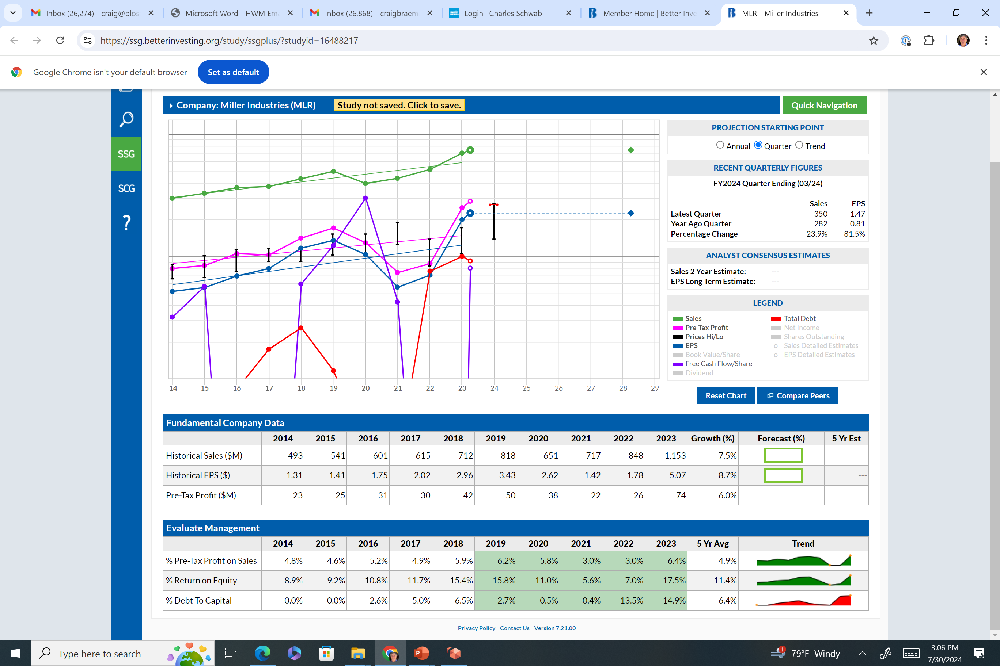 Inbox (26,274) - craig@blos
Microsoft Word - HWM Em
Inbox (26,868) - craigbraem
Login | Charles Schwab
Member Home | Better Inve
MLR - Miller Industries
https://ssg.betterinvesting.org/study/ssgplus/?studyid=16488217
Google Chrome isn't your default browser
Set as default
SSG
SCG
?
Company: Miller Industries (MLR)
Study not saved. Click to save.
Quick Navigation
PROJECTION STARTING POINT
Annual Quarter Trend
RECENT QUARTERLY FIGURES
FY2024 Quarter Ending (03/24)
Sales EPS
Latest Quarter 350 1.47
Year Ago Quarter 282 0.81
Percentage Change 23.9% 81.5%
ANALYST CONSENSUS ESTIMATES
Sales 2 Year Estimate: ---
EPS Long Term Estimate: ---
LEGEND
Sales Total Debt
Pre-Tax Profit Net Income
Prices Hi/Lo Shares Outstanding
EPS Sales Detailed Estimates
Book Value/Share EPS Detailed Estimates
Free Cash Flow/Share
Dividend
14 15 16 17 18 19 20 21 22 23 24 25 26 27 28 29
Reset Chart Compare Peers
Fundamental Company Data
2014 2015 2016 2017 2018 2019 2020 2021 2022 2023 Growth (%) Forecast (%) 5 Yr Est
Historical Sales ($M) 493 541 601 615 712 818 651 717 848 1,153 7.5% ---
Historical EPS ($) 1.31 1.41 1.75 2.02 2.96 3.43 2.62 1.42 1.78 5.07 8.7% ---
Pre-Tax Profit ($M) 23 25 31 30 42 50 38 22 26 74 6.0%
Evaluate Management
2014 2015 2016 2017 2018 2019 2020 2021 2022 2023 5 Yr Avg Trend
% Pre-Tax Profit on Sales 4.8% 4.6% 5.2% 4.9% 5.9% 6.2% 5.8% 3.0% 3.0% 6.4% 4.9%
% Return on Equity 8.9% 9.2% 10.8% 11.7% 15.4% 15.8% 11.0% 5.6% 7.0% 17.5% 11.4%
% Debt To Capital 0.0% 0.0% 2.6% 5.0% 6.5% 2.7% 0.5% 0.4% 13.5% 14.9% 6.4%
Privacy Policy Contact Us Version 7.21.00
Type here to search
1
79°F Windy
3:06 PM
7/30/2024